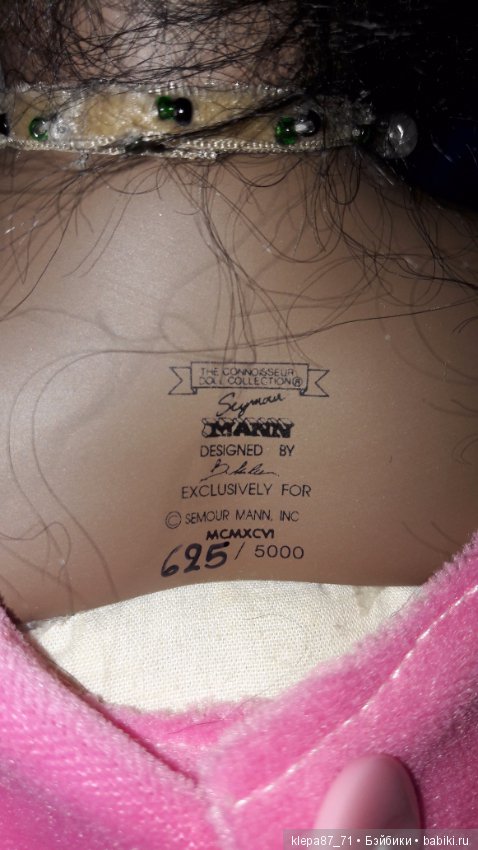 THE CONNOISSEUR
DOLL COLLECTION®
Seymour
MANN
DESIGNED BY
EXCLUSIVELY FOR
© SEMOUR MANN, INC
MCMXCVI
625/5000
klepa87_71 • Бэйбики • babiki.ru